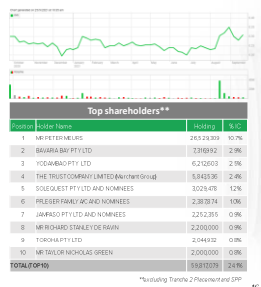 Top shareholders**
Position Holder Name Holding % IC
1 MR PETER MEURS 26,529,309 10.7%
2 BAVARIA BAY PTY LTD 7,316,992 2.9%
3 YODAMBAO PTY LTD 6,212,603 2.5%
4 THE TRUST COMPANY LIMITED (Merchant Group) 5,843,536 2.4%
5 SOLEQUEST PTY LTD AND NOMINEES 3,029,478 1.2%
6 PFLEGER FAMILY A/C AND NOMINEES 2,387,874 1.0%
7 JAMPASO PTY LTD AND NOMINEES 2,252,355 0.9%
8 MR RICHARD STANLEY DE RAVIN 2,200,000 0.9%
9 TOROHA PTY LTD 2,044,932 0.8%
10 MR TAYLOR NICHOLAS GREEN 2,000,000 0.8%
TOTAL (TOP 10) 59,817,079 24.1%
**excluding Tranche 2 Placement and SPP